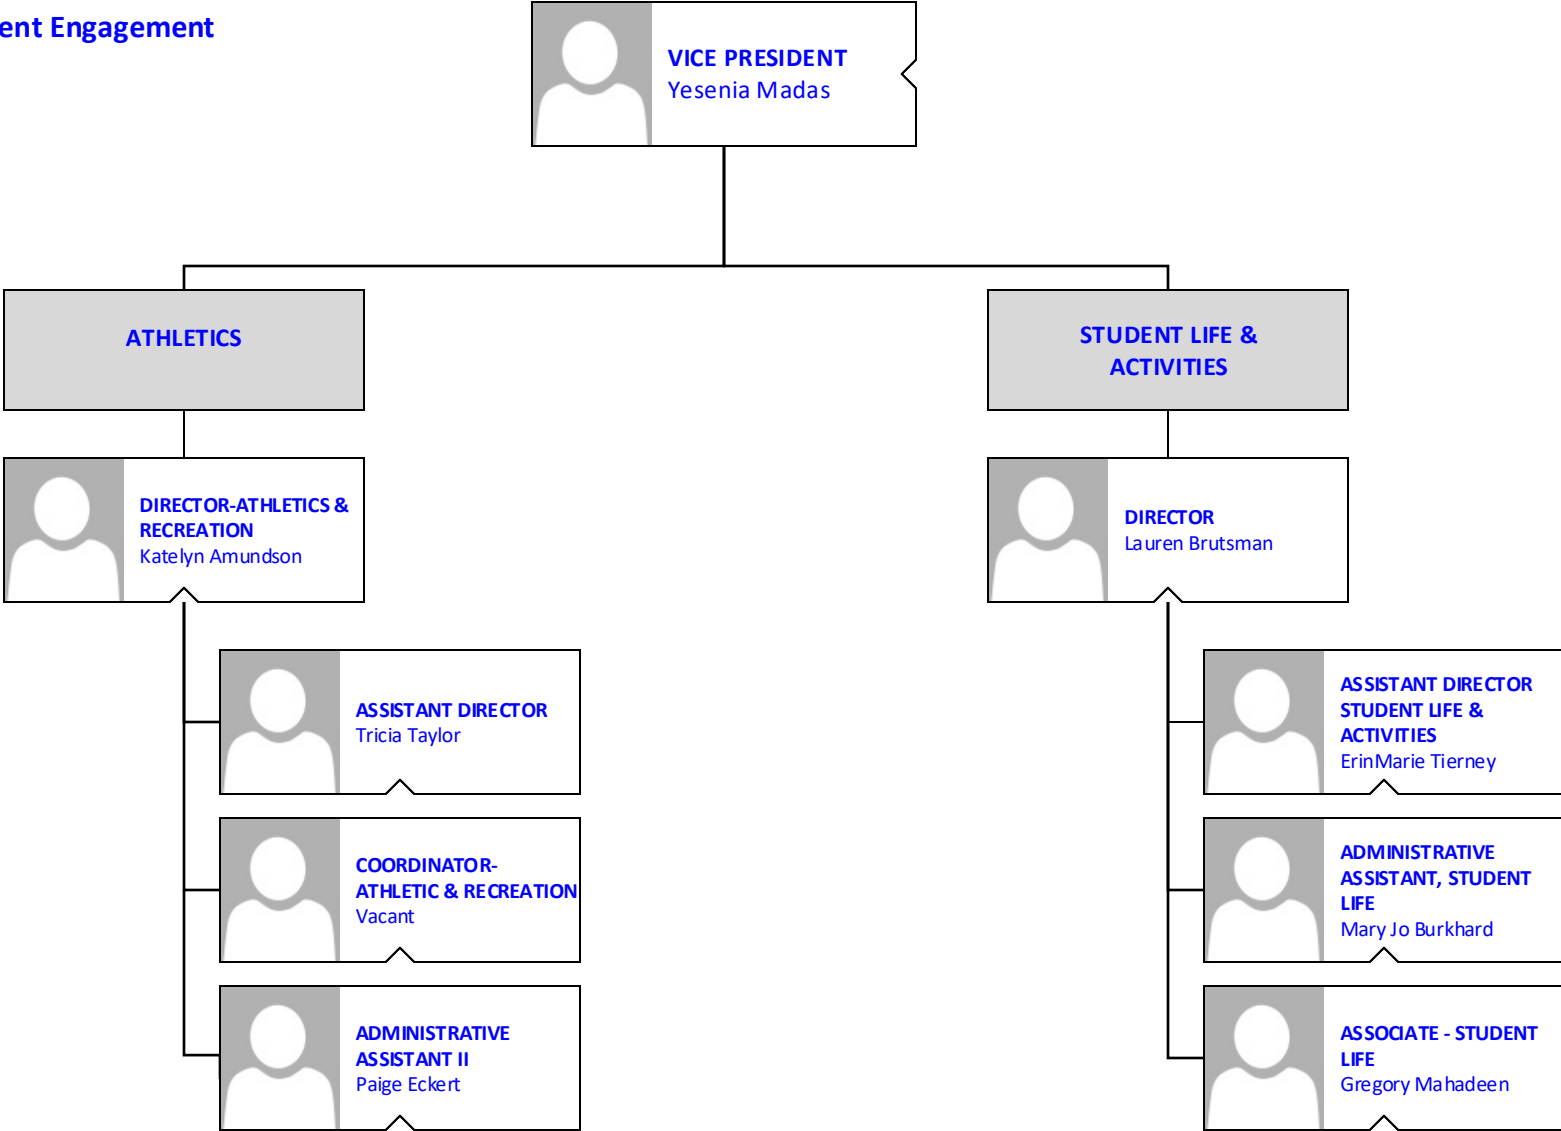 ent Engagement
VICE PRESIDENT
Yesenia Madas
ATHLETICS
STUDENT LIFE &
ACTIVITIES
DIRECTOR-ATHLETICS &
RECREATION
Katelyn Amundson
DIRECTOR
Lauren Brutsman
ASSISTANT DIRECTOR
Tricia Taylor
ASSISTANT DIRECTOR
STUDENT LIFE &
ACTIVITIES
ErinMarie Tierney
COORDINATOR-
ATHLETIC & RECREATION
Vacant
ADMINISTRATIVE
ASSISTANT, STUDENT
LIFE
Mary Jo Burkhard
ADMINISTRATIVE
ASSISTANT II
Paige Eckert
ASSOCIATE - STUDENT
LIFE
Gregory Mahadeen